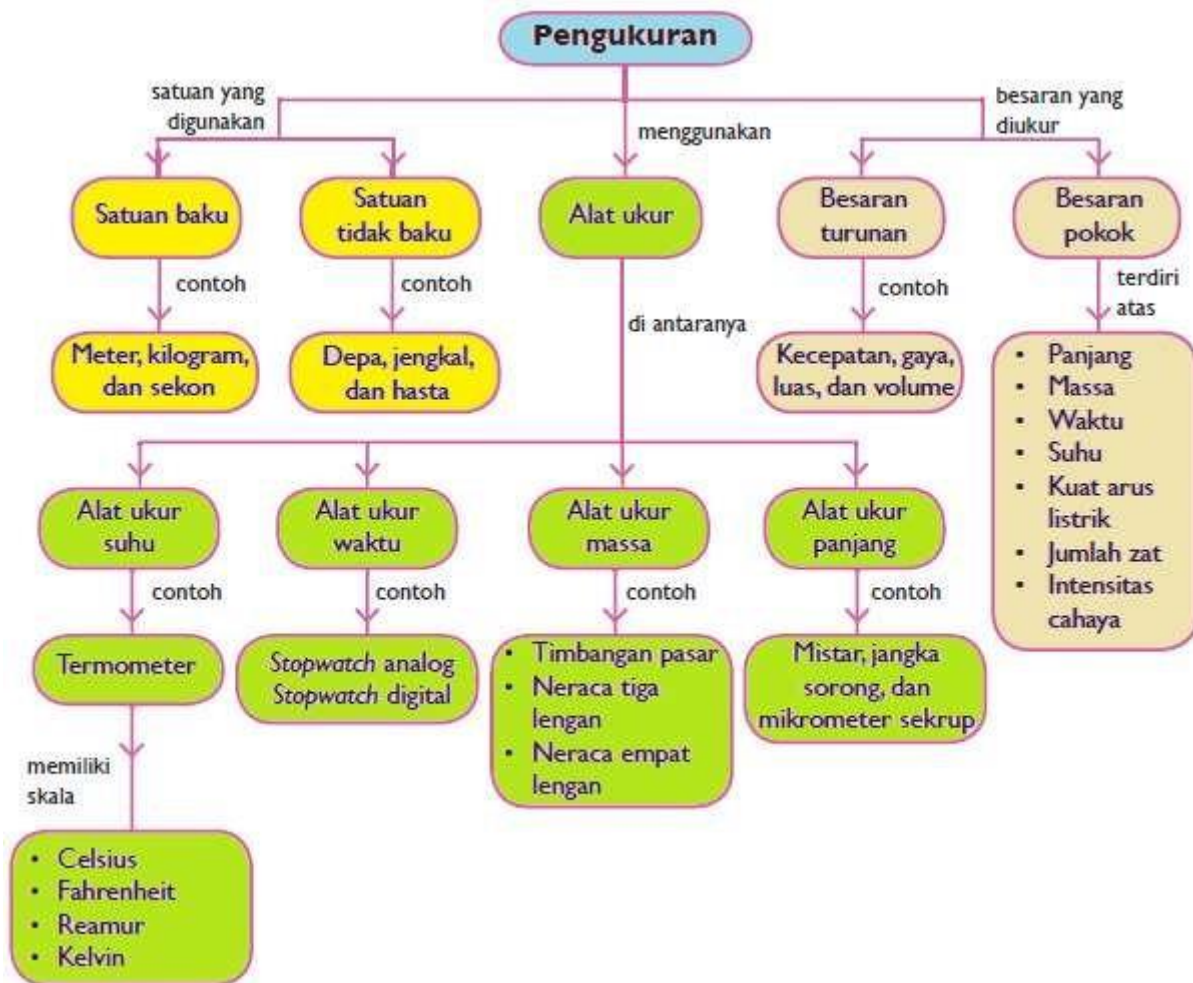 Pengukuran
satuan yang
digunakan
menggunakan
besaran yang
diukur
Satuan baku
Satuan
tidak baku
Alat ukur
Besaran
turunan
Besaran
pokok
contoh
contoh
di antaranya
contoh
terdiri
atas
Meter, kilogram,
dan sekon
Depa, jengkal,
dan hasta
Kecepatan, gaya,
luas, dan volume
• Panjang
• Massa
• Waktu
• Suhu
• Kuat arus
listrik
• Jumlah zat
• Intensitas
cahaya
Alat ukur
suhu
Alat ukur
waktu
Alat ukur
massa
Alat ukur
panjang
contoh
contoh
contoh
contoh
Termometer
Stopwatch analog
Stopwatch digital
• Timbangan pasar
• Neraca tiga
lengan
• Neraca empat
lengan
Mistar, jangka
sorong, dan
mikrometer sekrup
memiliki
skala
• Celsius
• Fahrenheit
• Reamur
• Kelvin